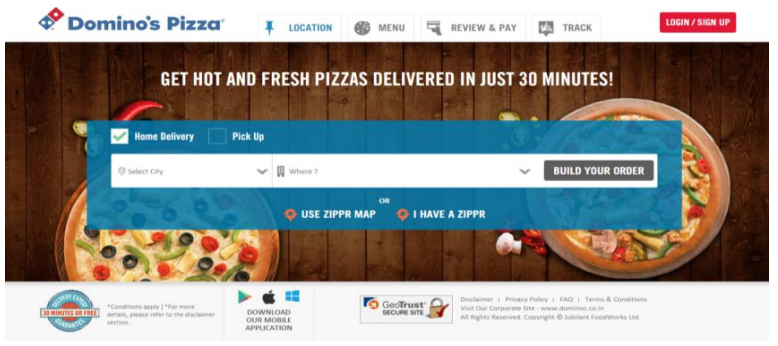 Domino's Pizza
LOCATION
MENU
REVIEW & PAY
TRACK
LOGIN / SIGN UP
GET HOT AND FRESH PIZZAS DELIVERED IN JUST 30 MINUTES!
Home Delivery
Pick Up
Select City
Where ?
BUILD YOUR ORDER
OR
USE ZIPPR MAP
I HAVE A ZIPPR
30 MINUTES OR FREE
GUARANTEE
*Conditions apply | *For more
details, please refer to the disclaimer
section.
DOWNLOAD
OUR MOBILE
APPLICATION
GeoTrust
SECURE SITE
Disclaimer | Privacy Policy | FAQ | Terms & Conditions
Visit Our Corporate Site - www.dominos.co.in
All Rights Reserved. Copyright © Jubilant FoodWorks Ltd.